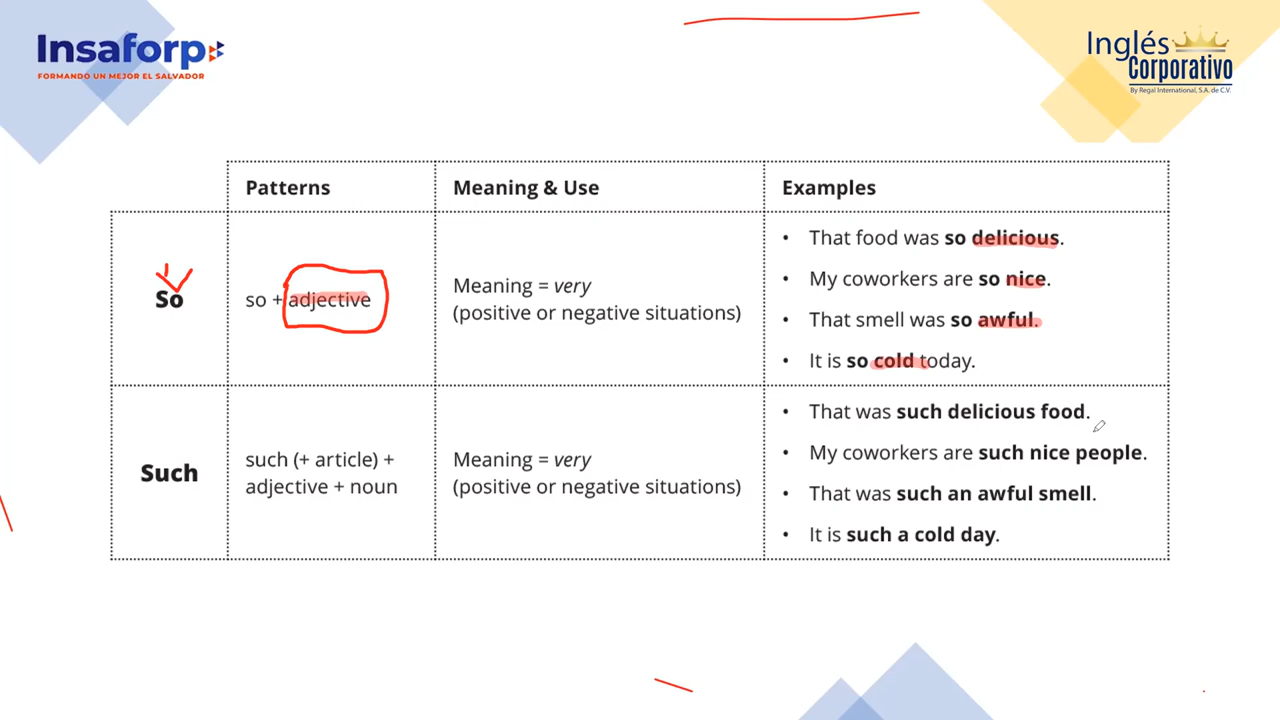 Insaforp
FORMANDO UN MEJOR EL SALVADOR
Inglés
Corporativo
By Regal International, S.A. de C.V.
Patterns
Meaning & Use
Examples
So
so + adjective
Meaning = very
(positive or negative situations)
• That food was so delicious.
• My coworkers are so nice.
• That smell was so awful.
• It is so cold today.
Such
such (+ article) +
adjective + noun
Meaning = very
(positive or negative situations)
• That was such delicious food.
• My coworkers are such nice people.
• That was such an awful smell.
• It is such a cold day.